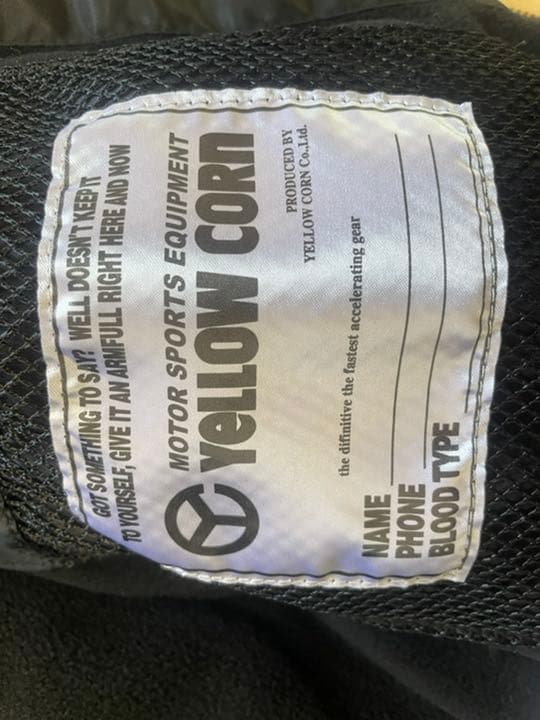 GOT SOMETHING TO SAY? WELL DOESN'T KEEP IT
TO YOURSELF, GIVE IT AN ARMFULL RIGHT HERE AND NOW
MOTOR SPORTS EQUIPMENT
YeLLOW CORn
PRODUCED BY
YELLOW CORN Co.,Ltd.
the difinitive the fastest accelerating gear
NAME
PHONE
BLOOD TYPE